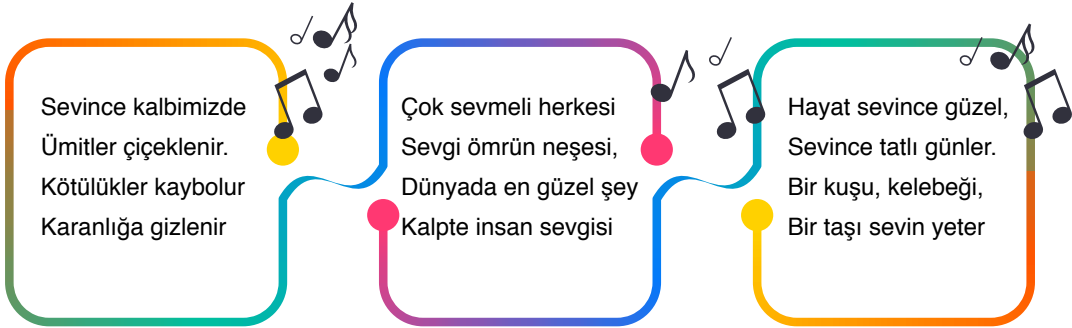 Sevince kalbimizde
Ümitler çiçeklenir.
Kötülükler kaybolur
Karanlığa gizlenir
Çok sevmeli herkesi
Sevgi ömrün neşesi,
Dünyada en güzel şey
Kalpte insan sevgisi
Hayat sevince güzel,
Sevince tatlı günler.
Bir kuşu, kelebeği,
Bir taşı sevin yeter